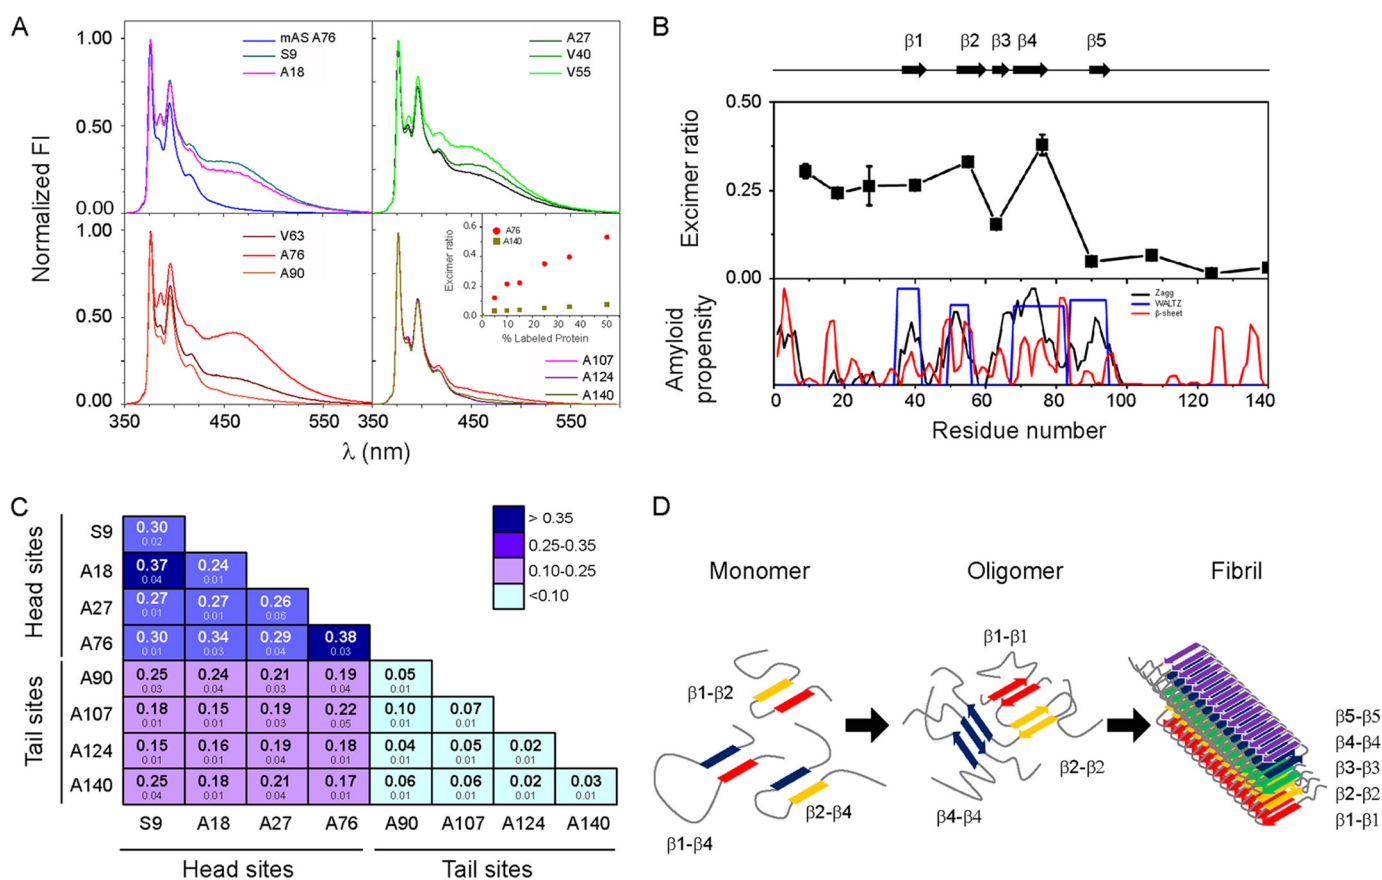 A
1.00
0.50
0.00
1.00
0.50
0.00
Normalized FI
mAS A76
S9
A18
A27
V40
V55
V63
A76
A90
A107
A124
A140
0.6
0.4
0.2
0.0
Excimer ratio
A76
A140
0 10 20 30 40 50
% Labeled Protein
350 450 550 350 450 550
λ (nm)
B
β1 β2 β3 β4 β5
0.50
0.25
0.00
Excimer ratio
Amyloid
propensity
Zagg
WALTZ
β-sheet
0 20 40 60 80 100 120 140
Residue number
C
Head sites
Tail sites
> 0.35
0.25-0.35
0.10-0.25
<0.10
S9 0.30
0.02
A18 0.37 0.24
0.04 0.01
A27 0.27 0.27 0.26
0.01 0.01 0.06
A76 0.30 0.34 0.29 0.38
0.01 0.03 0.04 0.03
A90 0.25 0.24 0.21 0.19 0.05
0.03 0.04 0.03 0.04 0.01
A107 0.18 0.15 0.19 0.22 0.10 0.07
0.01 0.01 0.03 0.05 0.01 0.01
A124 0.15 0.16 0.19 0.18 0.04 0.05 0.02
0.01 0.01 0.04 0.01 0.01 0.01 0.01
A140 0.25 0.18 0.21 0.17 0.06 0.06 0.02 0.03
0.04 0.01 0.04 0.01 0.01 0.01 0.01 0.01
S9 A18 A27 A76 A90 A107 A124 A140
Head sites Tail sites
D
Monomer Oligomer Fibril
β1-β2
β1-β4
β2-β4
β1-β1
β2-β2
β4-β4
β5-β5
β4-β4
β3-β3
β2-β2
β1-β1